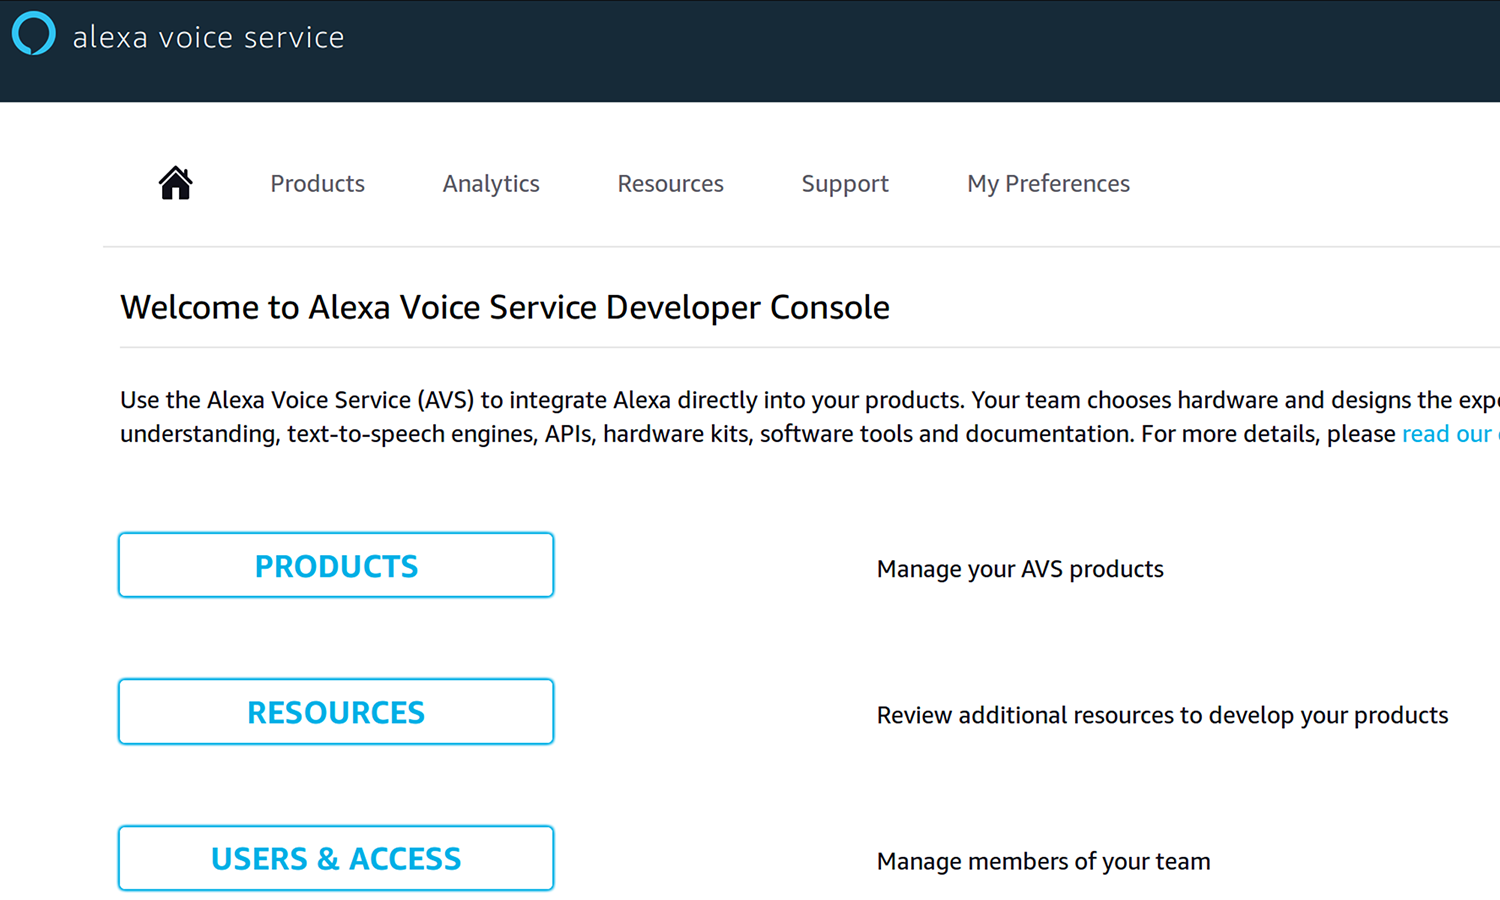 alexa voice service
Products Analytics Resources Support My Preferences
Welcome to Alexa Voice Service Developer Console
Use the Alexa Voice Service (AVS) to integrate Alexa directly into your products. Your team chooses hardware and designs the
understanding, text-to-speech engines, APIs, hardware kits, software tools and documentation. For more details, please read our
PRODUCTS Manage your AVS products
RESOURCES Review additional resources to develop your products
USERS & ACCESS Manage members of your team